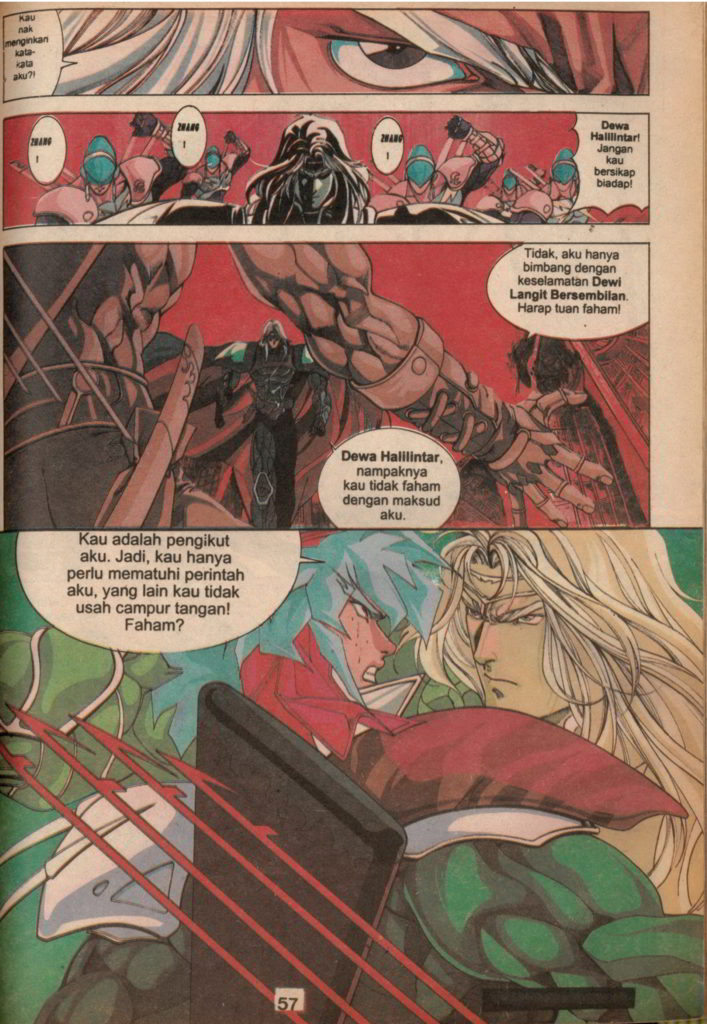 Kau
nak
menginkan
kata-
kata
aku?!
ZHANG
!
ZHANG
!
ZHANG
!
Dewa
Halilintar!
Jangan
kau
bersikap
biadap!
Tidak, aku hanya
bimbang dengan
keselamatan Dewi
Langit Bersembilan.
Harap tuan faham!
Dewa Halilintar,
nampaknya
kau tidak faham
dengan maksud
aku.
Kau adalah pengikut
aku. Jadi, kau hanya
perlu mematuhi perintah
aku, yang lain kau tidak
usah campur tangan!
Faham?
57